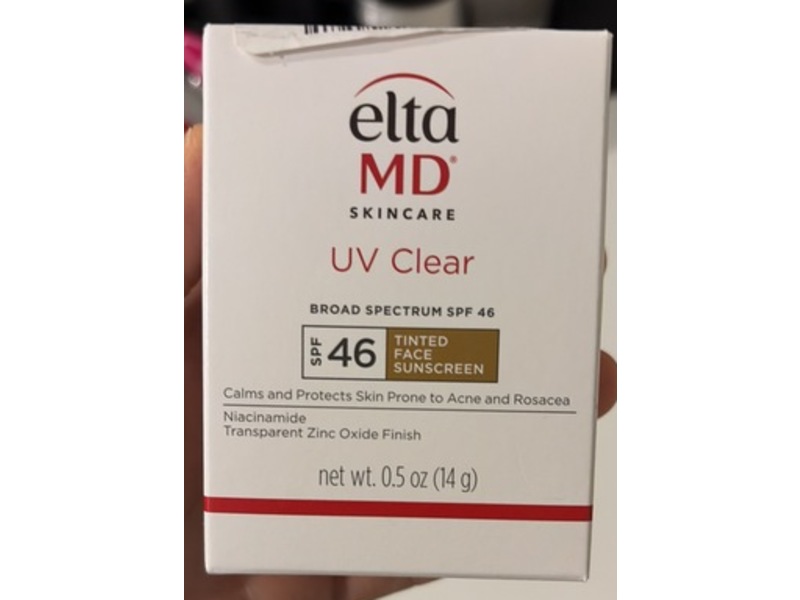 elta
MD®
SKINCARE
UV Clear
BROAD SPECTRUM SPF 46
SPF 46 TINTED
FACE
SUNSCREEN
Calms and Protects Skin Prone to Acne and Rosacea
Niacinamide
Transparent Zinc Oxide Finish
net wt. 0.5 oz (14 g)